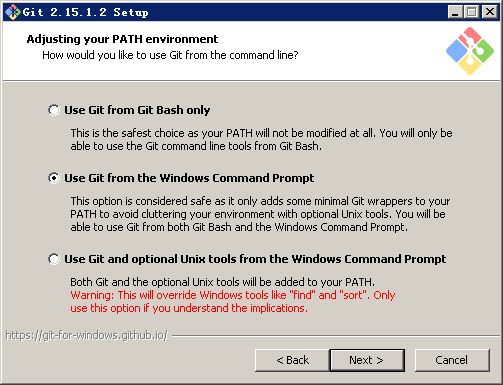 Git 2.15.1.2 Setup
Adjusting your PATH environment
How would you like to use Git from the command line?
Use Git from Git Bash only
This is the safest choice as your PATH will not be modified at all. You will only
be able to use the Git command line tools from Git Bash.
Use Git from the Windows Command Prompt
This option is considered safe as it only adds some minimal Git wrappers to your
PATH to avoid cluttering your environment with optional Unix tools. You will be
able to use Git from both Git Bash and the Windows Command Prompt.
Use Git and optional Unix tools from the Windows Command Prompt
Both Git and the optional Unix tools will be added to your PATH.
Warning: This will override Windows tools like "find" and "sort". Only
use this option if you understand the implications.
https://git-for-windows.github.io/
< Back Next > Cancel